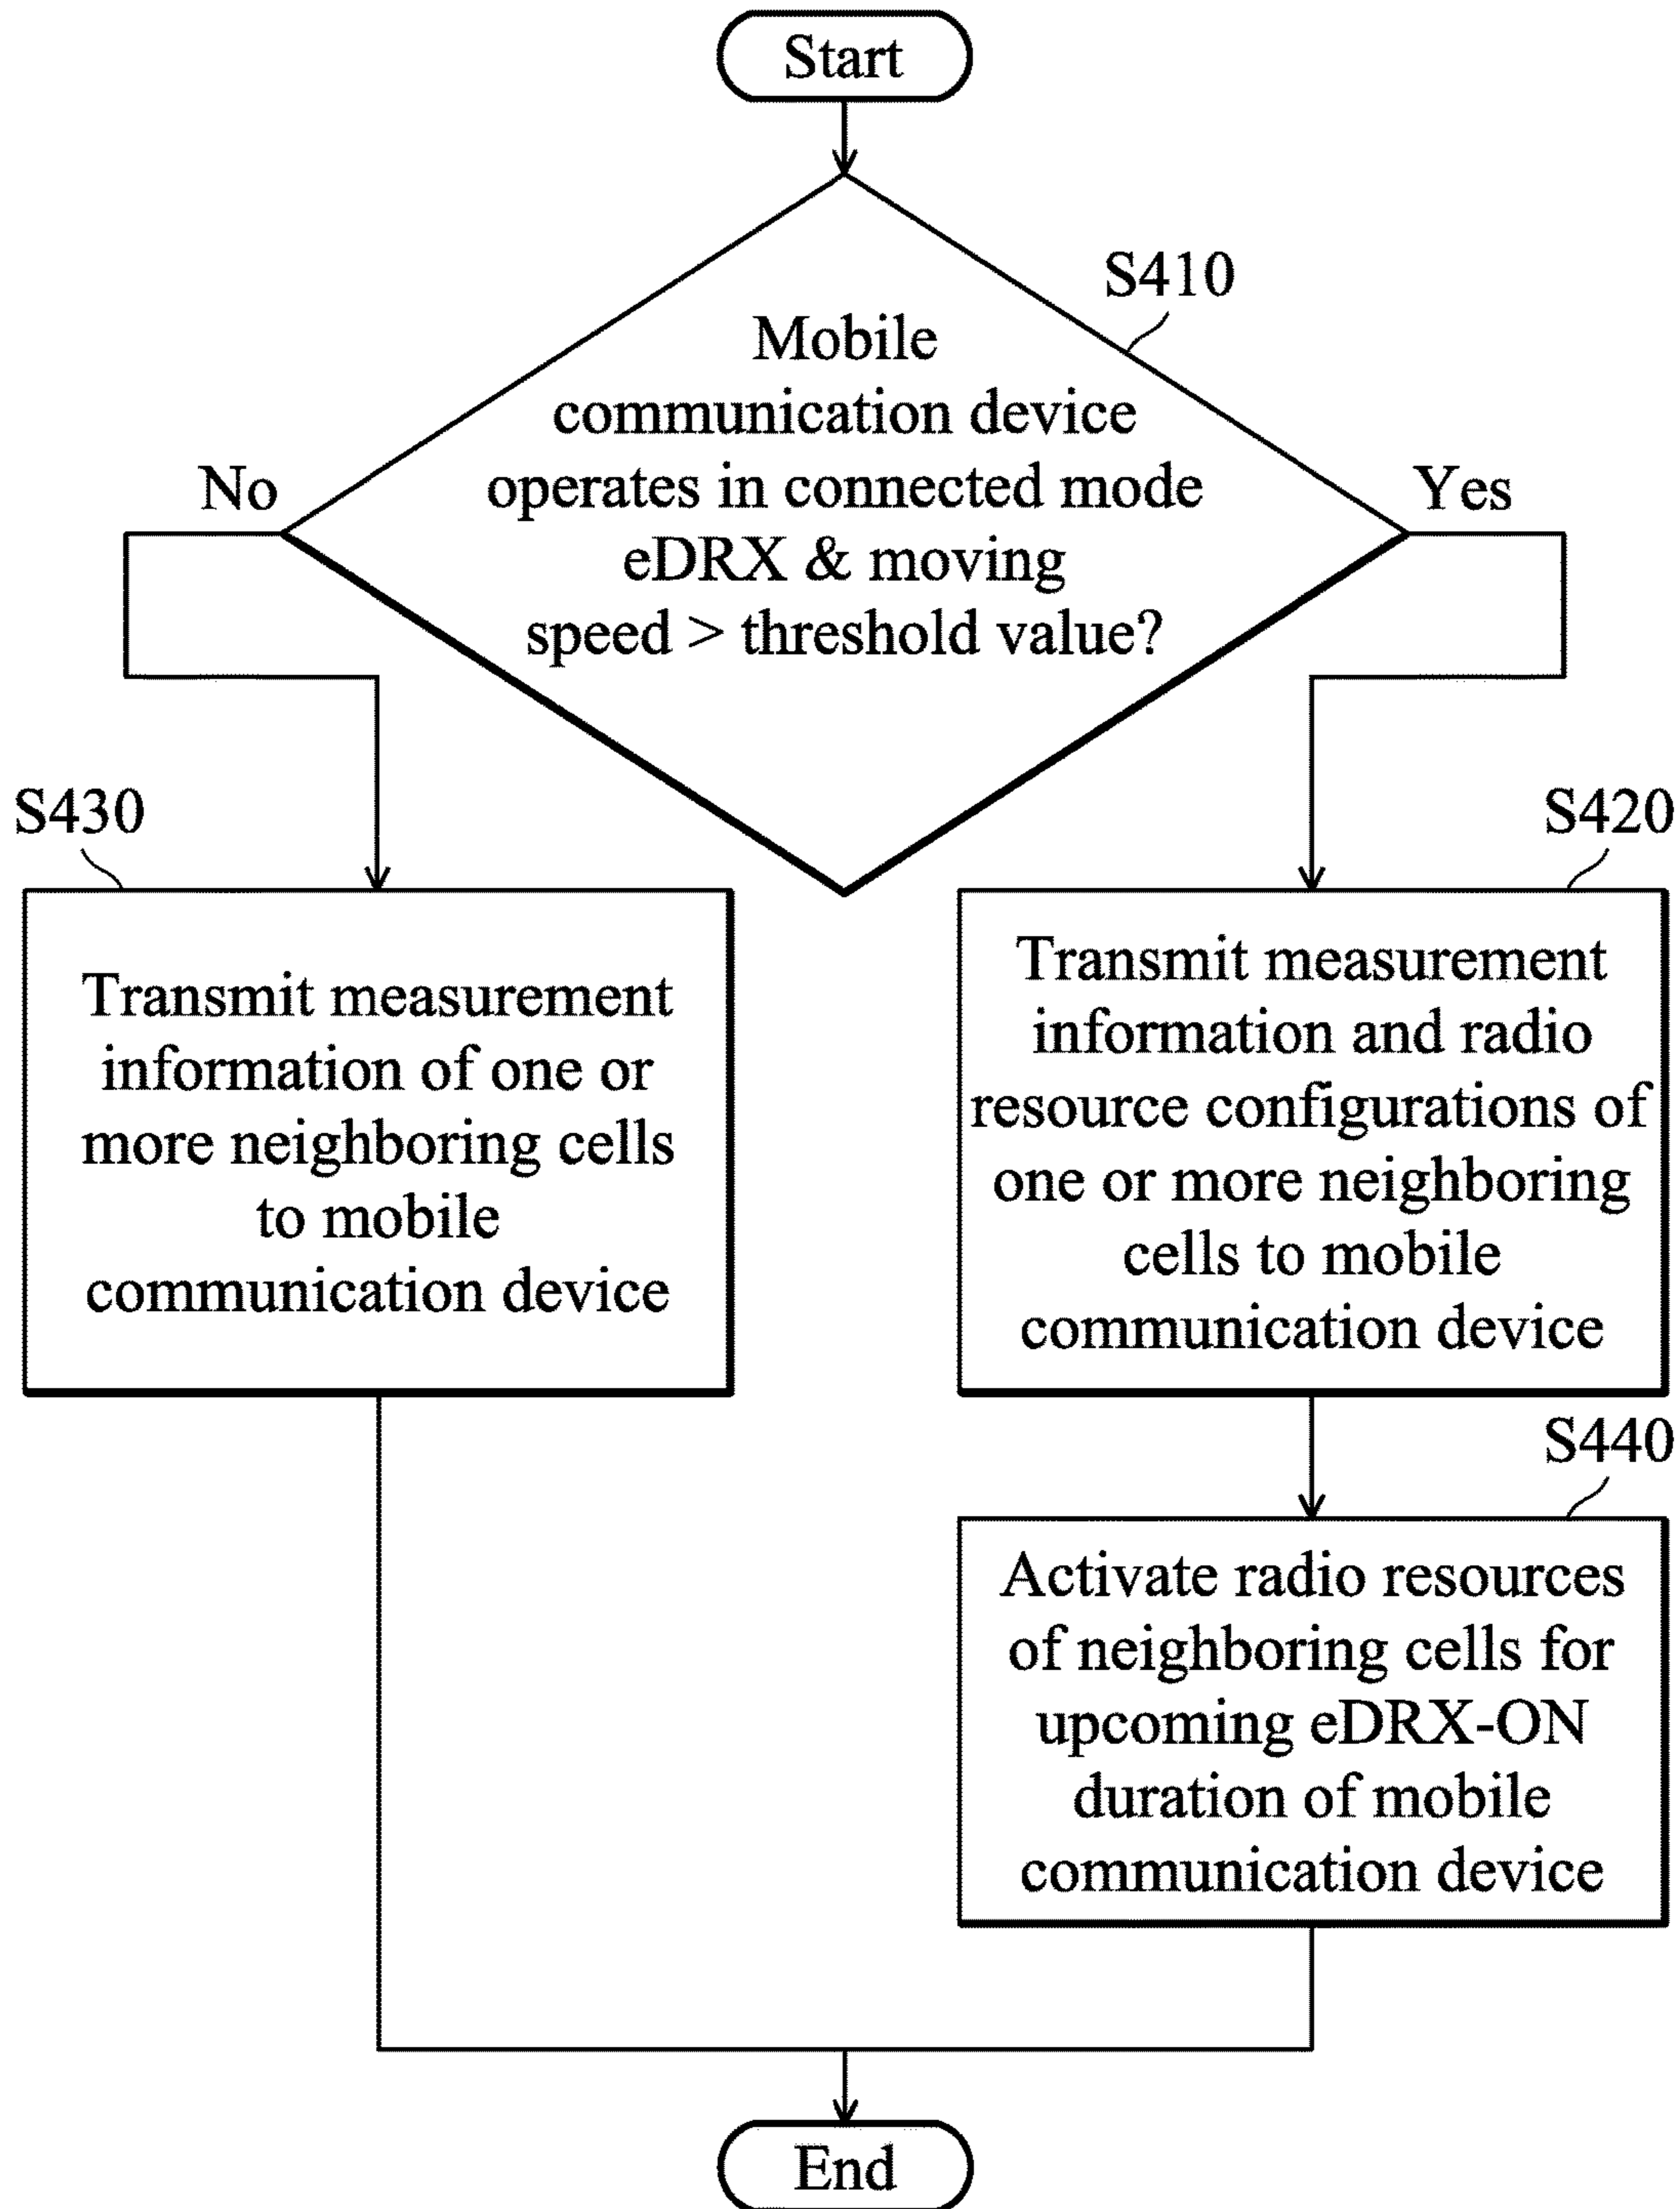 Start
S410
Mobile
communication device
operates in connected mode
eDRX & moving
speed > threshold value?
No
Yes
S430
Transmit measurement
information of one or
more neighboring cells
to mobile
communication device
S420
Transmit measurement
information and radio
resource configurations of
one or more neighboring
cells to mobile
communication device
S440
Activate radio resources
of neighboring cells for
upcoming eDRX-ON
duration of mobile
communication device
End